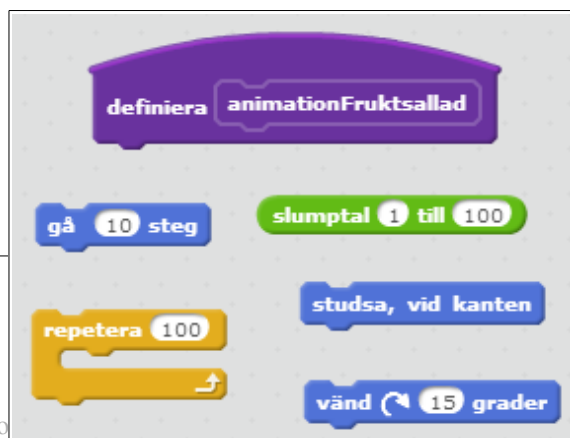 definiera animationFruktsallad
gå 10 steg
slumptal 1 till 100
studsa, vid kanten
repetera 100
vänd 15 grader